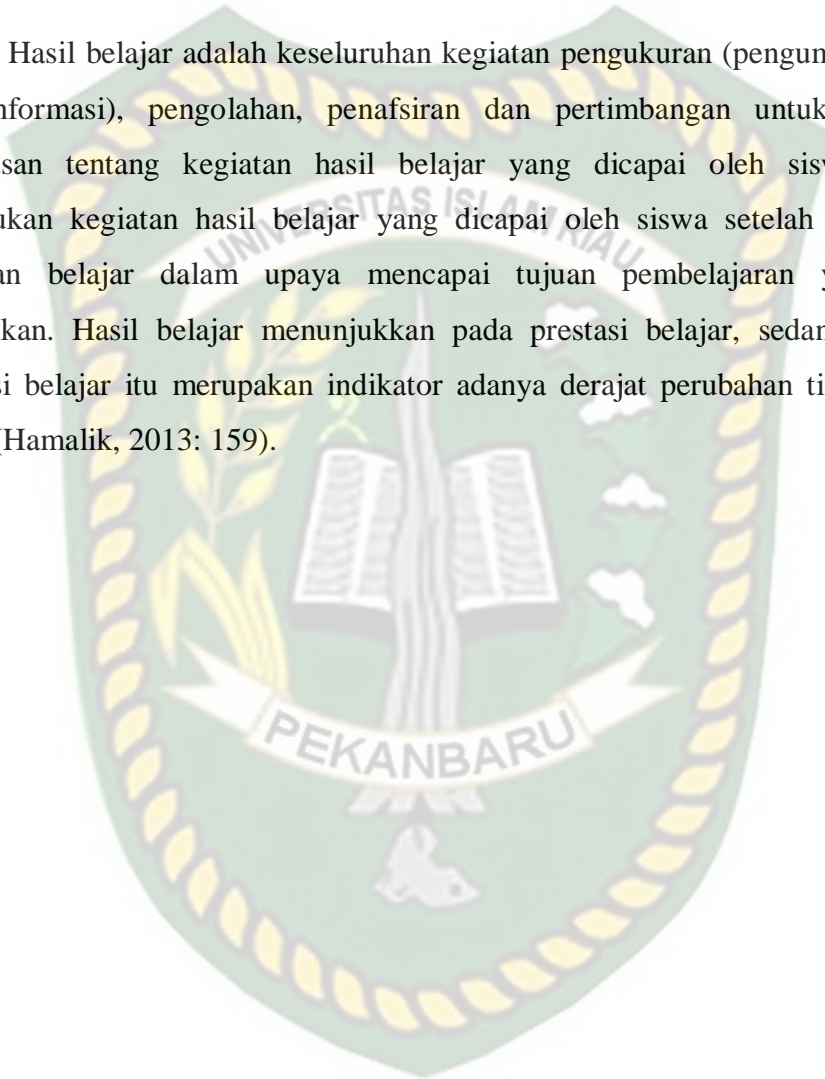 Hasil belajar adalah keseluruhan kegiatan pengukuran (pengum
nformasi), pengolahan, penafsiran dan pertimbangan untuk
san tentang kegiatan hasil belajar yang dicapai oleh sisw
ukan kegiatan hasil belajar yang dicapai oleh siswa setelah
an belajar dalam upaya mencapai tujuan pembelajaran y
kan. Hasil belajar menunjukkan pada prestasi belajar, sedan
si belajar itu merupakan indikator adanya derajat perubahan ti
(Hamalik, 2013: 159).
UNIVERSITAS ISLAM RIAU
PEKANBARU